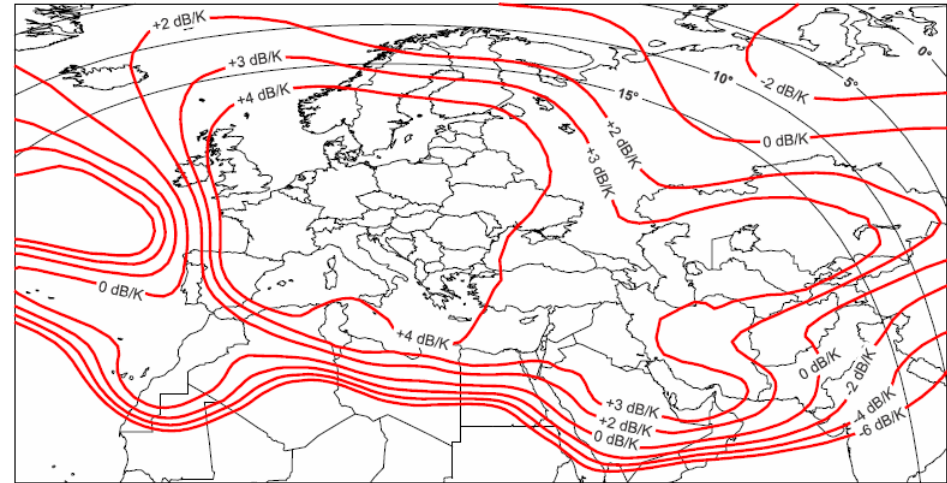 +2 dB/K
+3 dB/K
+4 dB/K
0°
5°
10°
15°
-2 dB/K
0 dB/K
+2 dB/K
+3 dB/K
0 dB/K
+4 dB/K
0 dB/K
-2 dB/K
+3 dB/K
-4 dB/K
+2 dB/K
-6 dB/K
0 dB/K